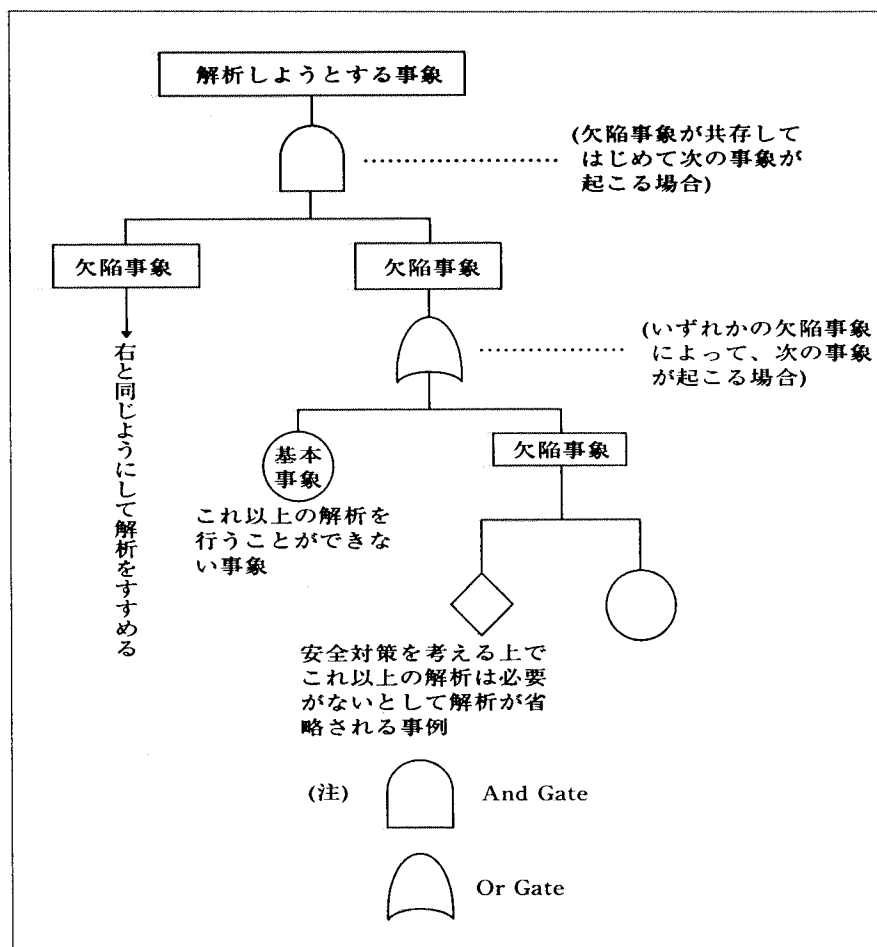 解析しようとする事象
(欠陥事象が共存して
はじめて次の事象が
起こる場合)
欠陥事象
欠陥事象
右と同じようにして解析をすすめる
(いずれかの欠陥事象
によって、次の事象
が起こる場合)
基本
事象
欠陥事象
これ以上の解析を
行うことができな
い事象
安全対策を考える上で
これ以上の解析は必要
がないとして解析が省
略される事例
(注)
And Gate
Or Gate